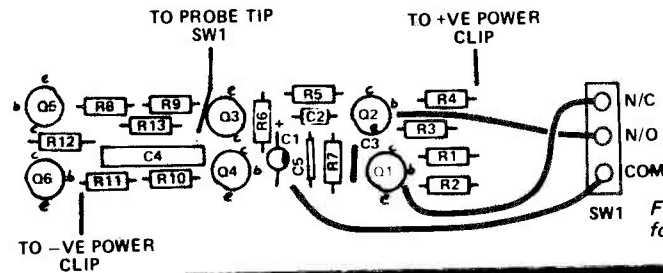 TO PROBE TIP
SW1
TO +VE POWER
CLIP
e
c
c
b
Q5
R8
R9
Q3
R6
+
R5
C2
Q2
b
e
R4
N/C
R13
C1
R3
N/O
R12
c
C4
e
c
C5
R7
C3
c
R1
COM
Q6
b
R11
R10
Q4
b
Q1
b
R2
e
e
e
SW1
TO –VE POWER
CLIP
F
fo